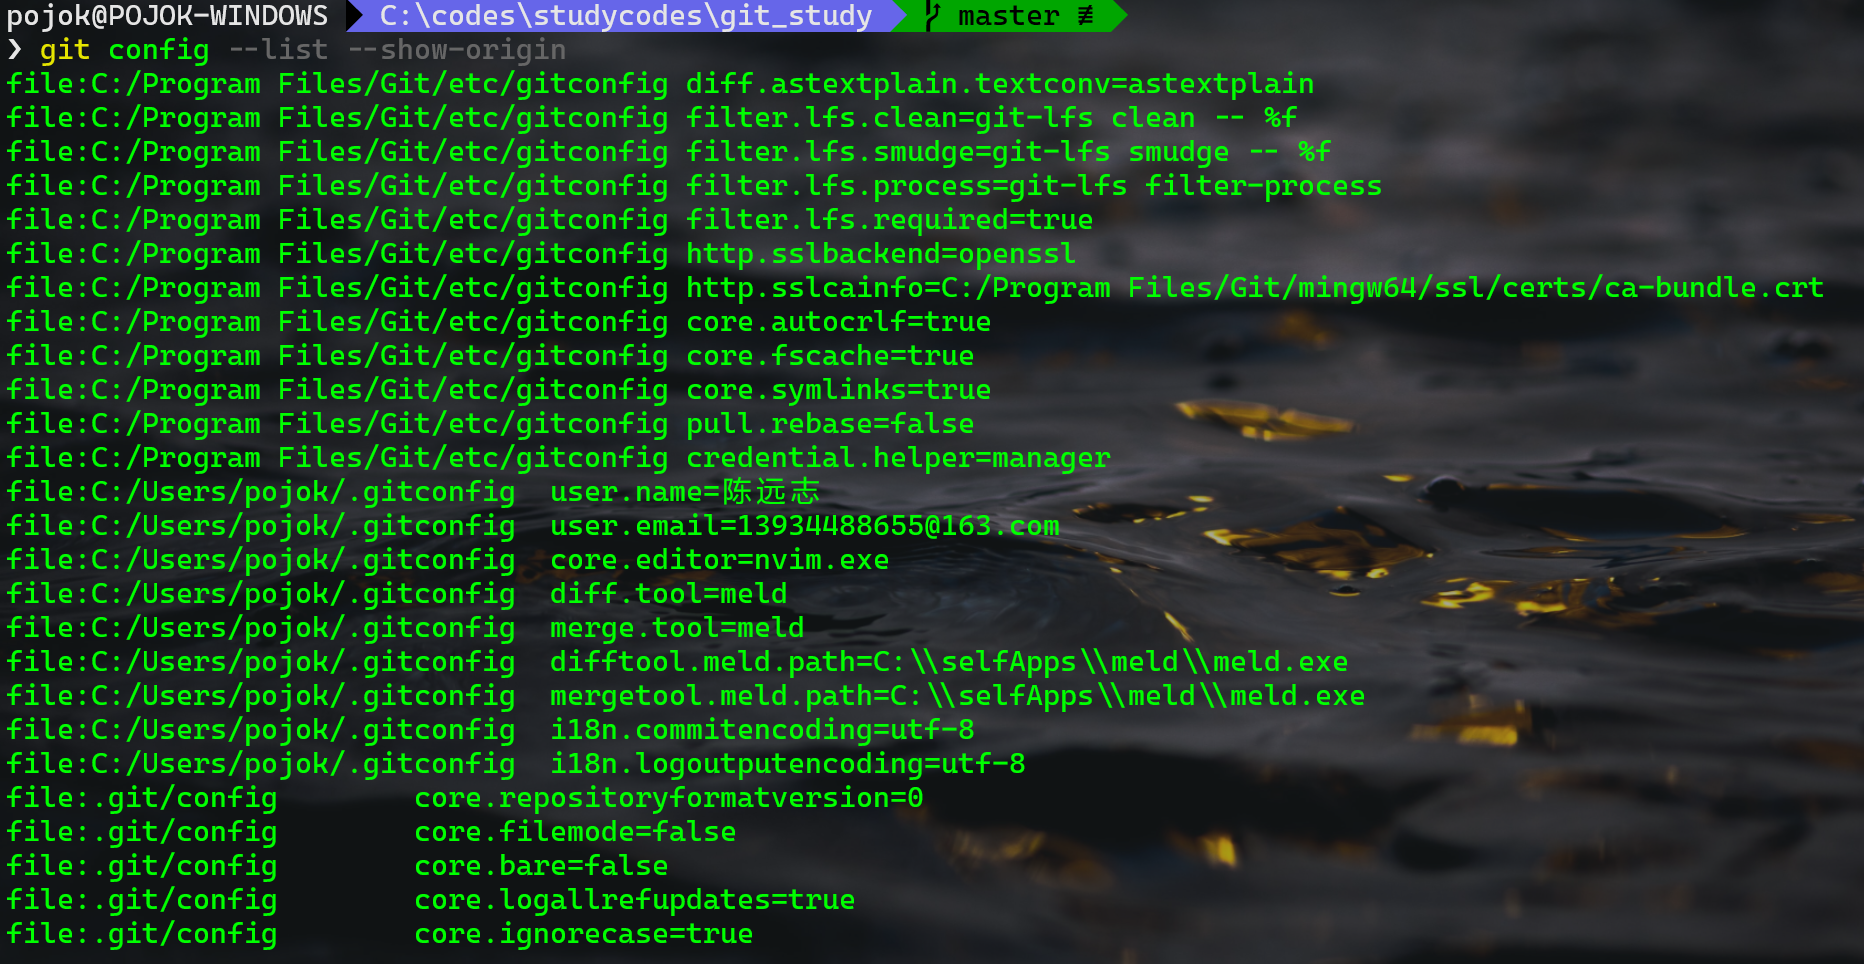 pojok@POJOK-WINDOWS C:\codes\studycodes\git_study master ≢
❯ git config --list --show-origin
file:C:/Program Files/Git/etc/gitconfig diff.astextplain.textconv=astextplain
file:C:/Program Files/Git/etc/gitconfig filter.lfs.clean=git-lfs clean -- %f
file:C:/Program Files/Git/etc/gitconfig filter.lfs.smudge=git-lfs smudge -- %f
file:C:/Program Files/Git/etc/gitconfig filter.lfs.process=git-lfs filter-process
file:C:/Program Files/Git/etc/gitconfig filter.lfs.required=true
file:C:/Program Files/Git/etc/gitconfig http.sslbackend=openssl
file:C:/Program Files/Git/etc/gitconfig http.sslcainfo=C:/Program Files/Git/mingw64/ssl/certs/ca-bundle.crt
file:C:/Program Files/Git/etc/gitconfig core.autocrlf=true
file:C:/Program Files/Git/etc/gitconfig core.fscache=true
file:C:/Program Files/Git/etc/gitconfig core.symlinks=true
file:C:/Program Files/Git/etc/gitconfig pull.rebase=false
file:C:/Program Files/Git/etc/gitconfig credential.helper=manager
file:C:/Users/pojok/.gitconfig user.name=陈远志
file:C:/Users/pojok/.gitconfig user.email=13934488655@163.com
file:C:/Users/pojok/.gitconfig core.editor=nvim.exe
file:C:/Users/pojok/.gitconfig diff.tool=meld
file:C:/Users/pojok/.gitconfig merge.tool=meld
file:C:/Users/pojok/.gitconfig difftool.meld.path=C:\\selfApps\\meld\\meld.exe
file:C:/Users/pojok/.gitconfig mergetool.meld.path=C:\\selfApps\\meld\\meld.exe
file:C:/Users/pojok/.gitconfig i18n.commitencoding=utf-8
file:C:/Users/pojok/.gitconfig i18n.logoutputencoding=utf-8
file:.git/config core.repositoryformatversion=0
file:.git/config core.filemode=false
file:.git/config core.bare=false
file:.git/config core.logallrefupdates=true
file:.git/config core.ignorecase=true